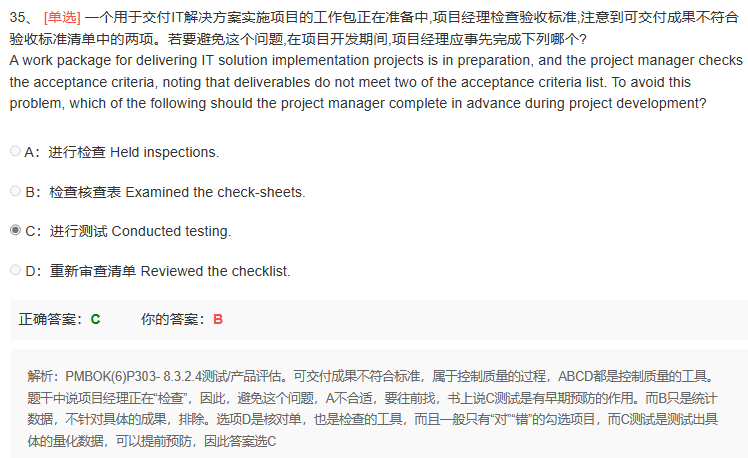 35、 [单选] 一个用于交付IT解决方案实施项目的工作包正在准备中,项目经理检查验收标准,注意到可交付成果不符合
验收标准清单中的两项。若要避免这个问题,在项目开发期间,项目经理应事先完成下列哪个?
A work package for delivering IT solution implementation projects is in preparation, and the project manager checks
the acceptance criteria, noting that deliverables do not meet two of the acceptance criteria list. To avoid this
problem, which of the following should the project manager complete in advance during project development?
A：进行检查 Held inspections.
B：检查核查表 Examined the check-sheets.
C：进行测试 Conducted testing.
D：重新审查清单 Reviewed the checklist.
正确答案：C 你的答案：B
解析：PMBOK(6)P303- 8.3.2.4测试/产品评估。可交付成果不符合标准，属于控制质量的过程，ABCD都是控制质量的工具。
题干中说项目经理正在“检查”，因此，避免这个问题，A不合适，要往前找，书上说C测试是有早期预防的作用。而B只是统计
数据，不针对具体的成果，排除。选项D是核对单，也是检查的工具，而且一般只有“对”“错”的勾选项目，而C测试是测试出具
体的量化数据，可以提前预防，因此答案选C